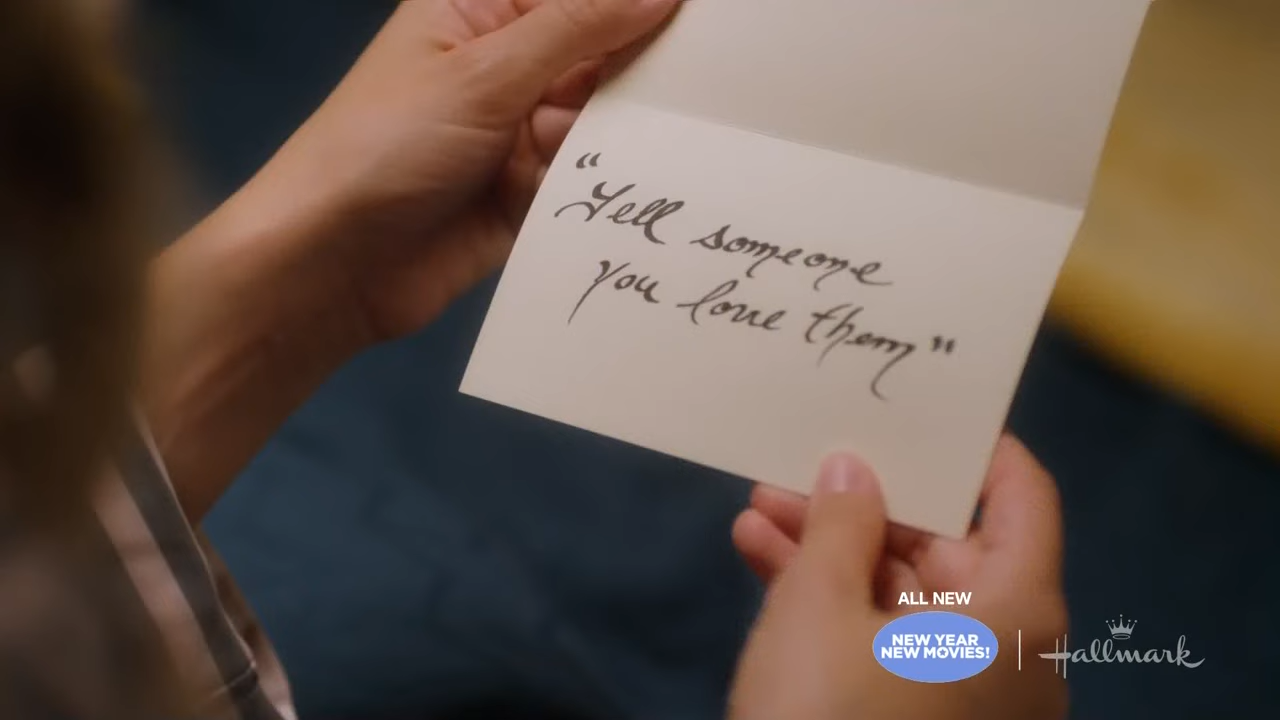 “Tell someone
you love them”
ALL NEW
NEW YEAR
NEW MOVIES!
Hallmark